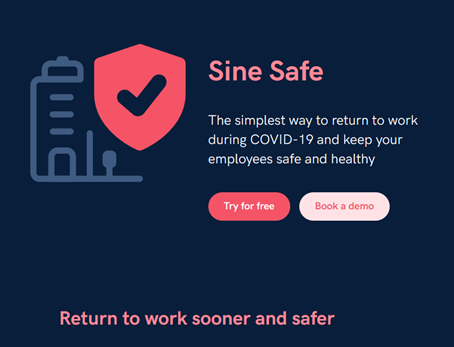 Sine Safe
The simplest way to return to work
during COVID-19 and keep your
employees safe and healthy
Try for free
Book a demo
Return to work sooner and safer